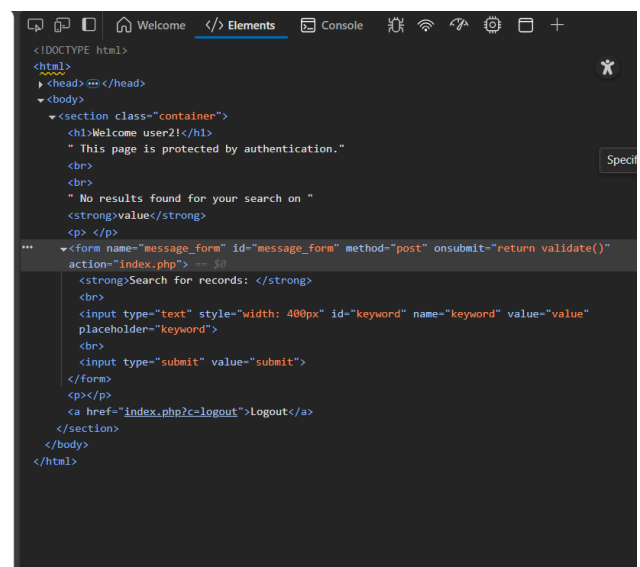 Welcome </> Elements Console
<!DOCTYPE html>
<html>
<head> ••• </head>
<body>
<section class="container">
<h1>Welcome user2!</h1>
" This page is protected by authentication."
Specif
<br>
<br>
" No results found for your search on "
<strong>value</strong>
<p> </p>
••• <form name="message_form" id="message_form" method="post" onsubmit="return validate()"
action="index.php"> == $0
<strong>Search for records: </strong>
<br>
<input type="text" style="width: 400px" id="keyword" name="keyword" value="value"
placeholder="keyword">
<br>
<input type="submit" value="submit">
</form>
<p></p>
<a href="index.php?c=logout">Logout</a>
</section>
</body>
</html>